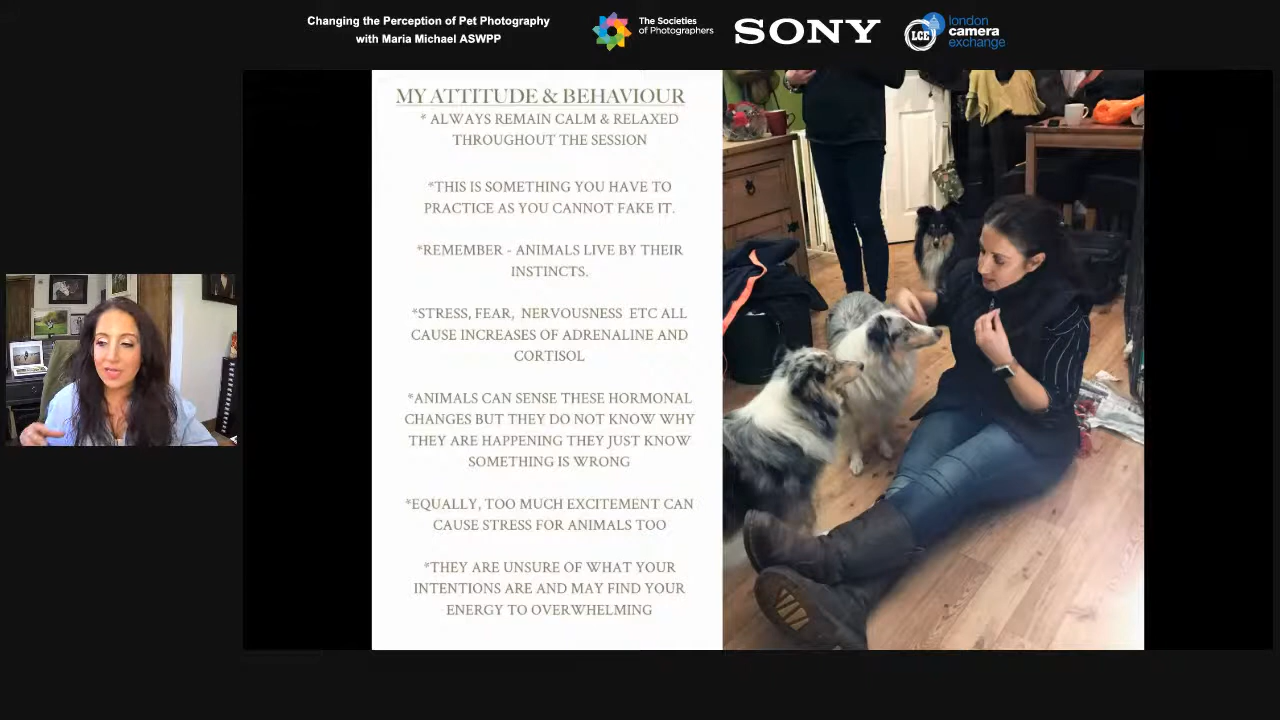 Changing the Perception of Pet Photography
with Maria Michael ASWPP
The Societies
of Photographers
SONY
LCE
london
camera
exchange
MY ATTITUDE & BEHAVIOUR
* ALWAYS REMAIN CALM & RELAXED
THROUGHOUT THE SESSION
*THIS IS SOMETHING YOU HAVE TO
PRACTICE AS YOU CANNOT FAKE IT.
*REMEMBER - ANIMALS LIVE BY THEIR
INSTINCTS.
*STRESS, FEAR, NERVOUSNESS ETC ALL
CAUSE INCREASES OF ADRENALINE AND
CORTISOL
*ANIMALS CAN SENSE THESE HORMONAL
CHANGES BUT THEY DO NOT KNOW WHY
THEY ARE HAPPENING THEY JUST KNOW
SOMETHING IS WRONG
*EQUALLY, TOO MUCH EXCITEMENT CAN
CAUSE STRESS FOR ANIMALS TOO
*THEY ARE UNSURE OF WHAT YOUR
INTENTIONS ARE AND MAY FIND YOUR
ENERGY TO OVERWHELMING